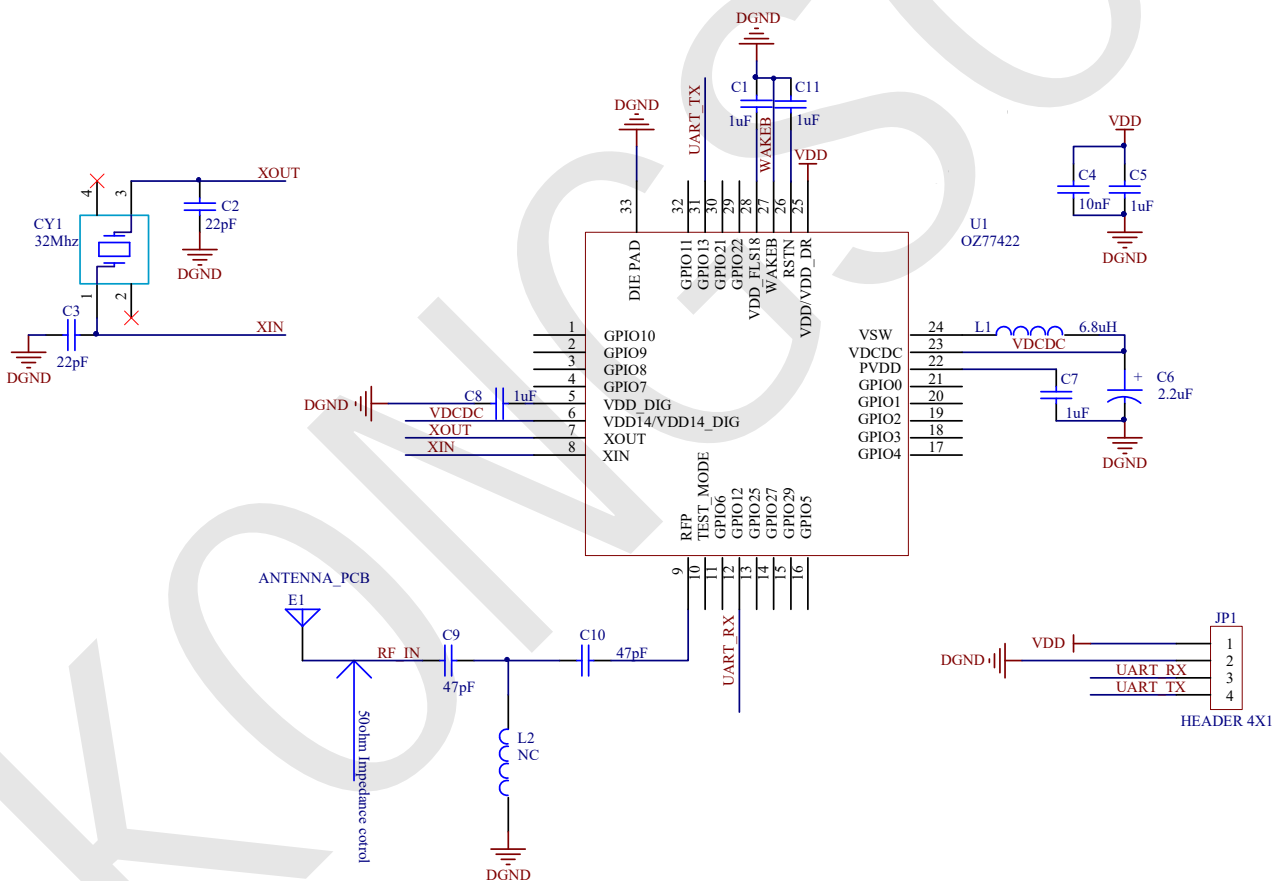 DGND
C1
1uF
C11
1uF
WAKEB
UART_TX
DGND
VDD
VDD
C4
10nF
C5
1uF
DGND
XOUT
4
3
C2
22pF
DGND
CY1
32Mhz
1
2
C3
22pF
DGND
XIN
U1
OZ77422
33
32
31
30
29
28
27
26
25
DIE PAD
GPIO11
GPIO13
GPIO21
GPIO22
VDD_FLS18
WAKEB
RSTN
VDD/VDD_DR
1 GPIO10
2 GPIO9
3 GPIO8
4 GPIO7
5 VDD_DIG
6 VDD14/VDD14_DIG
7 XOUT
8 XIN
DGND
C8
1uF
VDCDC
XOUT
XIN
VSW 24
VDCDC 23
PVDD 22
GPIO0 21
GPIO1 20
GPIO2 19
GPIO3 18
GPIO4 17
L1
6.8uH
VDCDC
C7
1uF
+
C6
2.2uF
DGND
RFP
TEST_MODE
GPIO6
GPIO12
GPIO25
GPIO27
GPIO29
GPIO5
9
10
11
12
13
14
15
16
UART_RX
ANTENNA_PCB
E1
RF_IN
C9
47pF
C10
47pF
50ohm Impedance cotrol
L2
NC
DGND
JP1
VDD
DGND
UART_RX
UART_TX
1
2
3
4
HEADER 4X1
KONGSO